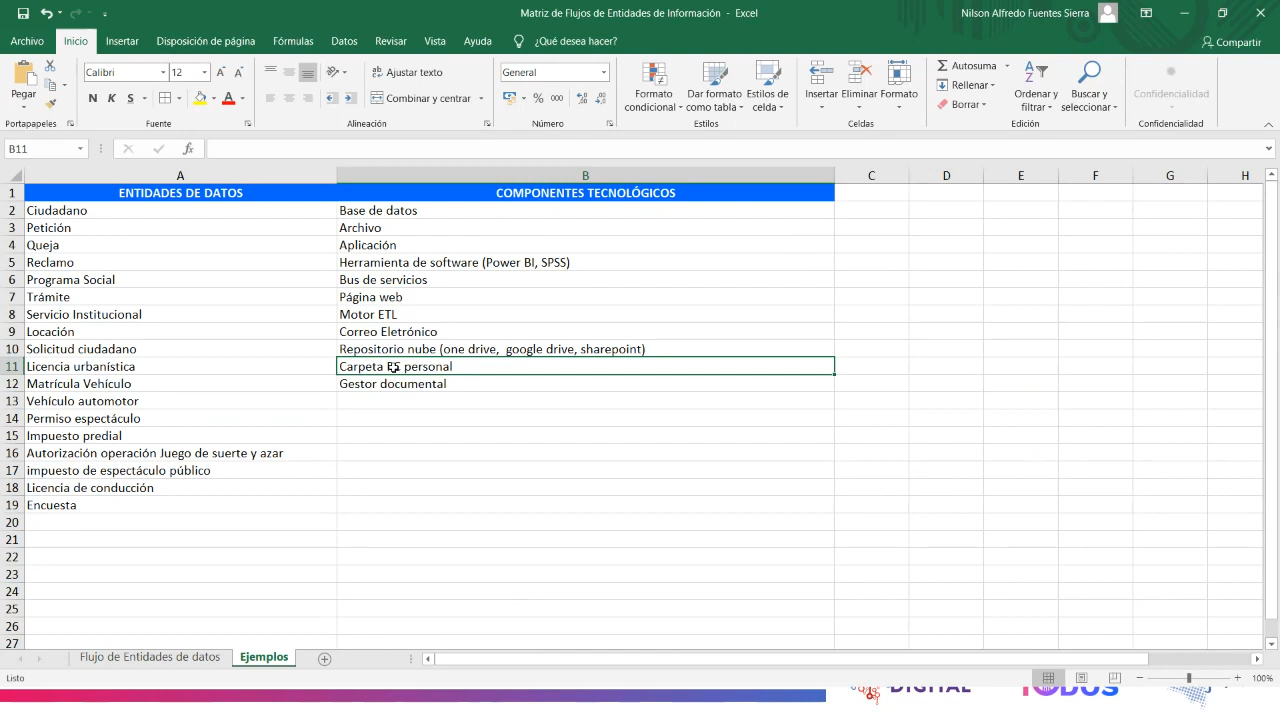 Matriz de Flujos de Entidades de Información - Excel
Nilson Alfredo Fuentes Sierra
Archivo Inicio Insertar Disposición de página Fórmulas Datos Revisar Vista Ayuda ¿Qué desea hacer? Compartir
Pegar
Calibri 12
N K S
Ajustar texto
Combinar y centrar
General
% 000
Formato condicional
Dar formato como tabla
Estilos de celda
Insertar
Eliminar
Formato
Autosuma
Rellenar
Borrar
Ordenar y filtrar
Buscar y seleccionar
Confidencialidad
Portapapeles Fuente Alineación Número Estilos Celdas Edición Confidencialidad
B11 fx
A B C D E F G H
1 ENTIDADES DE DATOS COMPONENTES TECNOLÓGICOS
2 Ciudadano Base de datos
3 Petición Archivo
4 Queja Aplicación
5 Reclamo Herramienta de software (Power BI, SPSS)
6 Programa Social Bus de servicios
7 Trámite Página web
8 Servicio Institucional Motor ETL
9 Locación Correo Eletrónico
10 Solicitud ciudadano Repositorio nube (one drive, google drive, sharepoint)
11 Licencia urbanística Carpeta personal
12 Matrícula Vehículo Gestor documental
13 Vehículo automotor
14 Permiso espectáculo
15 Impuesto predial
16 Autorización operación Juego de suerte y azar
17 impuesto de espectáculo público
18 Licencia de conducción
19 Encuesta
20
21
22
23
24
25
26
27
Flujo de Entidades de datos Ejemplos
Listo 100%
DIGITAL TODOS